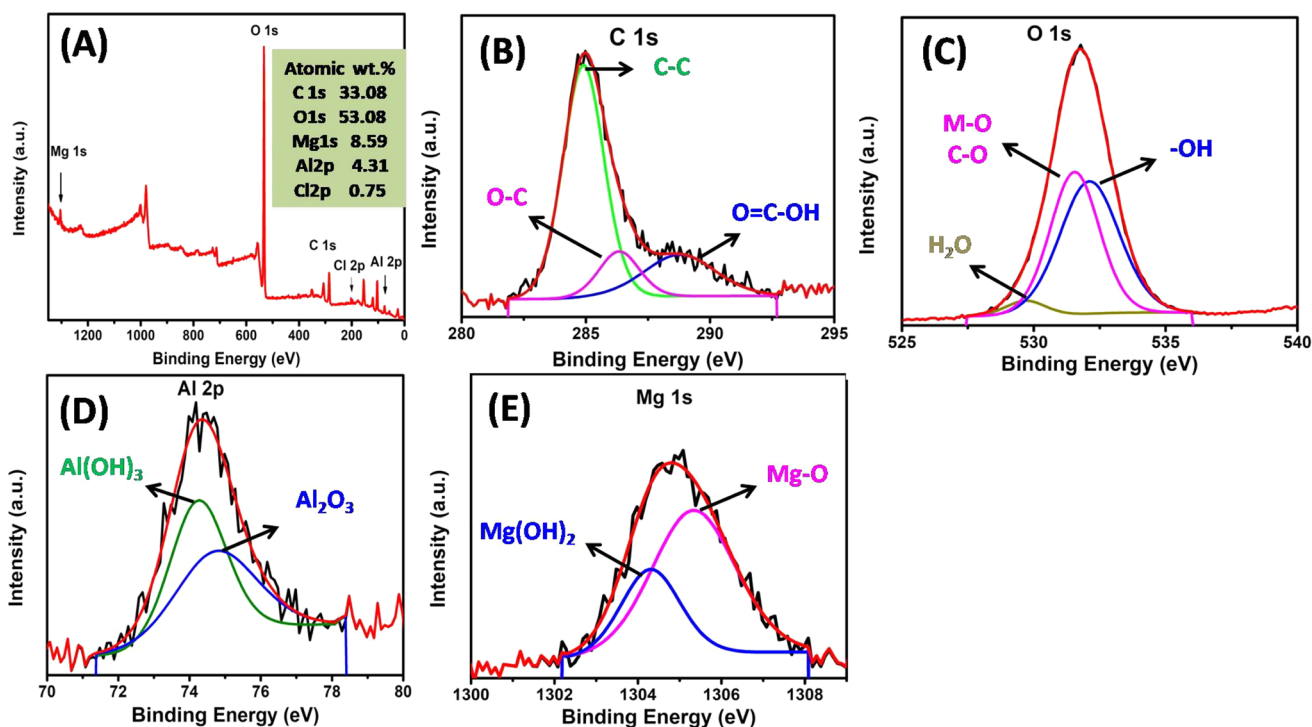 (A)
O 1s
Atomic wt.%
C 1s 33.08
O1s 53.08
Mg1s 8.59
Al2p 4.31
Cl2p 0.75
Mg 1s
C 1s
Cl 2p
Al 2p
Intensity (a.u.)
1200 1000 800 600 400 200 0
Binding Energy (eV)
(B)
C 1s
C-C
O-C
O=C-OH
Intensity (a.u.)
280 285 290 295
Binding Energy (eV)
(C)
O 1s
M-O
C-O
-OH
H2O
Intensity (a.u.)
525 530 535 540
Binding Energy (eV)
(D)
Al 2p
Al(OH)3
Al2O3
Intensity (a.u.)
70 72 74 76 78 80
Binding Energy (eV)
(E)
Mg 1s
Mg-O
Mg(OH)2
Intensity (a.u.)
1300 1302 1304 1306 1308
Binding Energy (eV)